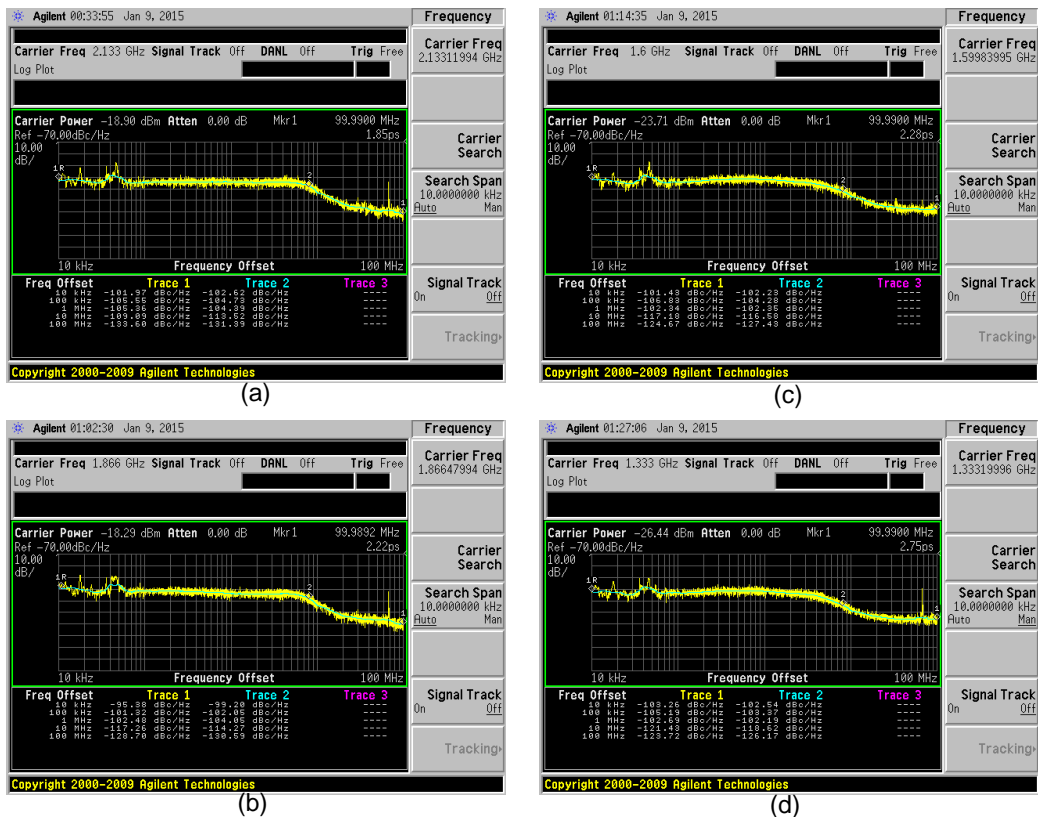 Agilent 00:33:55 Jan 9, 2015
Frequency
Carrier Freq 2.133 GHz Signal Track Off DANL Off Trig Free
Log Plot
Carrier Freq
2.13311994 GHz
Carrier Power -18.90 dBm Atten 0.00 dB Mkr1 99.9900 MHz
Ref -70.00dBc/Hz 1.85ps
10.00
dB/
1R
2
1
10 kHz Frequency Offset 100 MHz
Carrier
Search
Search Span
10.0000000 kHz
Auto Man
Freq Offset Trace 1 Trace 2 Trace 3
10 kHz -101.97 dBc/Hz -102.62 dBc/Hz ----
100 kHz -105.55 dBc/Hz -104.73 dBc/Hz ----
1 MHz -105.36 dBc/Hz -104.39 dBc/Hz ----
10 MHz -109.09 dBc/Hz -113.52 dBc/Hz ----
100 MHz -133.60 dBc/Hz -131.39 dBc/Hz ----
Signal Track
On Off
Tracking
Copyright 2000-2009 Agilent Technologies
(a)
Agilent 01:14:35 Jan 9, 2015
Frequency
Carrier Freq 1.6 GHz Signal Track Off DANL Off Trig Free
Log Plot
Carrier Freq
1.59983995 GHz
Carrier Power -23.71 dBm Atten 0.00 dB Mkr1 99.9900 MHz
Ref -70.00dBc/Hz 2.28ps
10.00
dB/
1R
2
1
10 kHz Frequency Offset 100 MHz
Carrier
Search
Search Span
10.0000000 kHz
Auto Man
Freq Offset Trace 1 Trace 2 Trace 3
10 kHz -101.43 dBc/Hz -102.23 dBc/Hz ----
100 kHz -106.83 dBc/Hz -104.28 dBc/Hz ----
1 MHz -102.34 dBc/Hz -102.35 dBc/Hz ----
10 MHz -117.18 dBc/Hz -116.50 dBc/Hz ----
100 MHz -124.67 dBc/Hz -127.43 dBc/Hz ----
Signal Track
On Off
Tracking
Copyright 2000-2009 Agilent Technologies
(c)
Agilent 01:02:30 Jan 9, 2015
Frequency
Carrier Freq 1.866 GHz Signal Track Off DANL Off Trig Free
Log Plot
Carrier Freq
1.86647994 GHz
Carrier Power -18.29 dBm Atten 0.00 dB Mkr1 99.9892 MHz
Ref -70.00dBc/Hz 2.22ps
10.00
dB/
1R
2
1
10 kHz Frequency Offset 100 MHz
Carrier
Search
Search Span
10.0000000 kHz
Auto Man
Freq Offset Trace 1 Trace 2 Trace 3
10 kHz -95.38 dBc/Hz -99.20 dBc/Hz ----
100 kHz -101.32 dBc/Hz -102.05 dBc/Hz ----
1 MHz -102.48 dBc/Hz -104.05 dBc/Hz ----
10 MHz -117.26 dBc/Hz -114.27 dBc/Hz ----
100 MHz -128.70 dBc/Hz -130.59 dBc/Hz ----
Signal Track
On Off
Tracking
Copyright 2000-2009 Agilent Technologies
(b)
Agilent 01:27:06 Jan 9, 2015
Frequency
Carrier Freq 1.333 GHz Signal Track Off DANL Off Trig Free
Log Plot
Carrier Freq
1.33319996 GHz
Carrier Power -26.44 dBm Atten 0.00 dB Mkr1 99.9900 MHz
Ref -70.00dBc/Hz 2.75ps
10.00
dB/
1R
2
1
10 kHz Frequency Offset 100 MHz
Carrier
Search
Search Span
10.0000000 kHz
Auto Man
Freq Offset Trace 1 Trace 2 Trace 3
10 kHz -103.26 dBc/Hz -102.54 dBc/Hz ----
100 kHz -105.19 dBc/Hz -103.37 dBc/Hz ----
1 MHz -102.69 dBc/Hz -102.19 dBc/Hz ----
10 MHz -121.43 dBc/Hz -118.62 dBc/Hz ----
100 MHz -123.72 dBc/Hz -126.17 dBc/Hz ----
Signal Track
On Off
Tracking
Copyright 2000-2009 Agilent Technologies
(d)